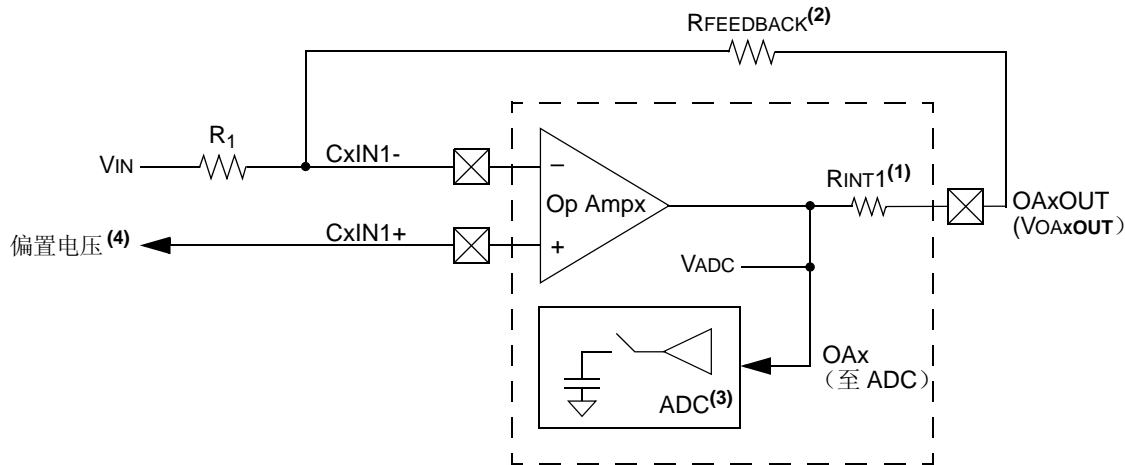 RFEEDBACK(2)
R1
VIN
CxIN1-
–
Op Ampx
RINT1(1)
OAxOUT
(VOAxOUT)
偏置电压(4)
CxIN1+
+
VADC
OAx
（至 ADC）
ADC(3)